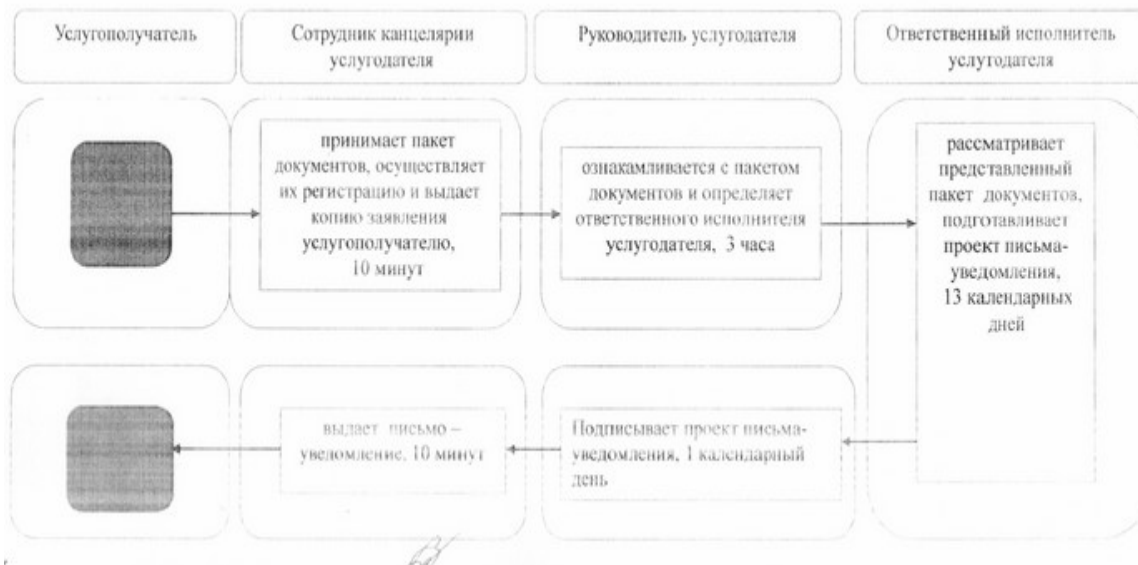 Услугополучатель
Сотрудник канцелярии
услугодателя
Руководитель услугодателя
Ответственный исполнитель
услугодателя
принимает пакет
документов, осуществляет
их регистрацию и выдает
копию заявления
услугополучателю,
10 минут
ознакамливается с пакетом
документов и определяет
ответственного исполнителя
услугодателя, 3 часа
рассматривает
представленный
пакет документов,
подготавливает
проект письма-
уведомления,
13 календарных
дней
выдает письмо –
уведомление, 10 минут
Подписывает проект письма-
уведомления, 1 календарный
день